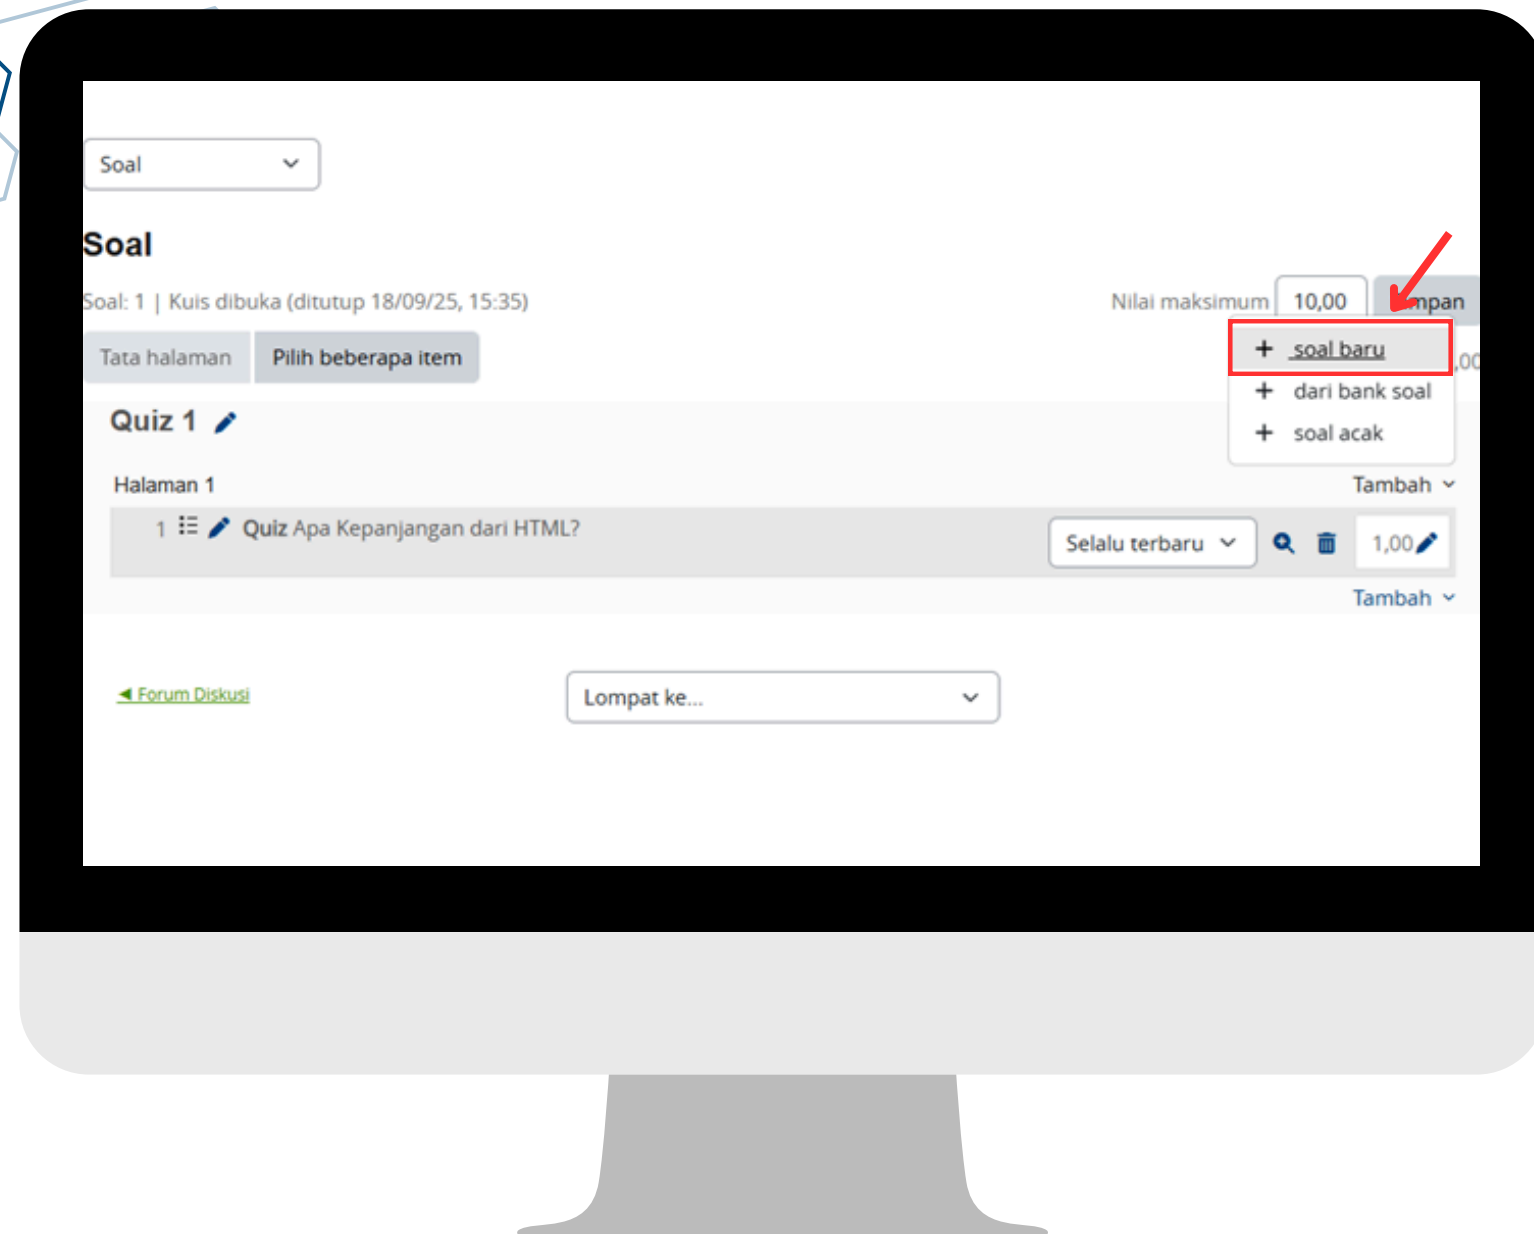 Soal
Soal
Soal: 1 | Kuis dibuka (ditutup 18/09/25, 15:35)
Nilai maksimum 10,00
Tata halaman Pilih beberapa item
+ soal baru
+ dari bank soal
+ soal acak
Quiz 1
Halaman 1
Tambah
1 Quiz Apa Kepanjangan dari HTML?
Selalu terbaru
1,00
Tambah
◄ Forum Diskusi
Lompat ke...